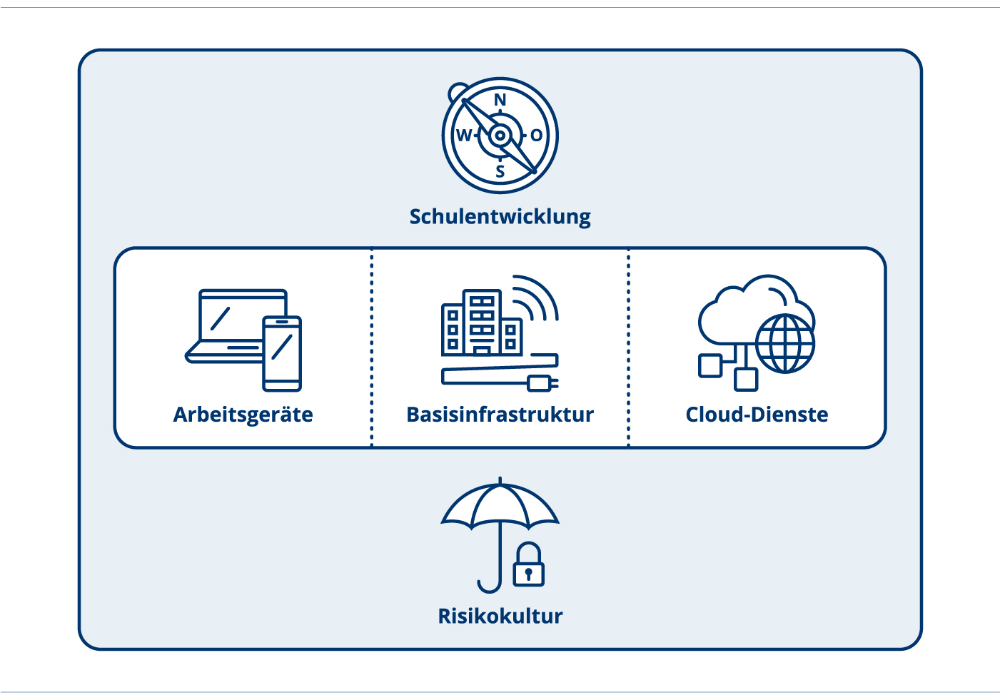 N
W O
S
Schulentwicklung
Arbeitsgeräte
Basisinfrastruktur
Cloud-Dienste
Risikokultur